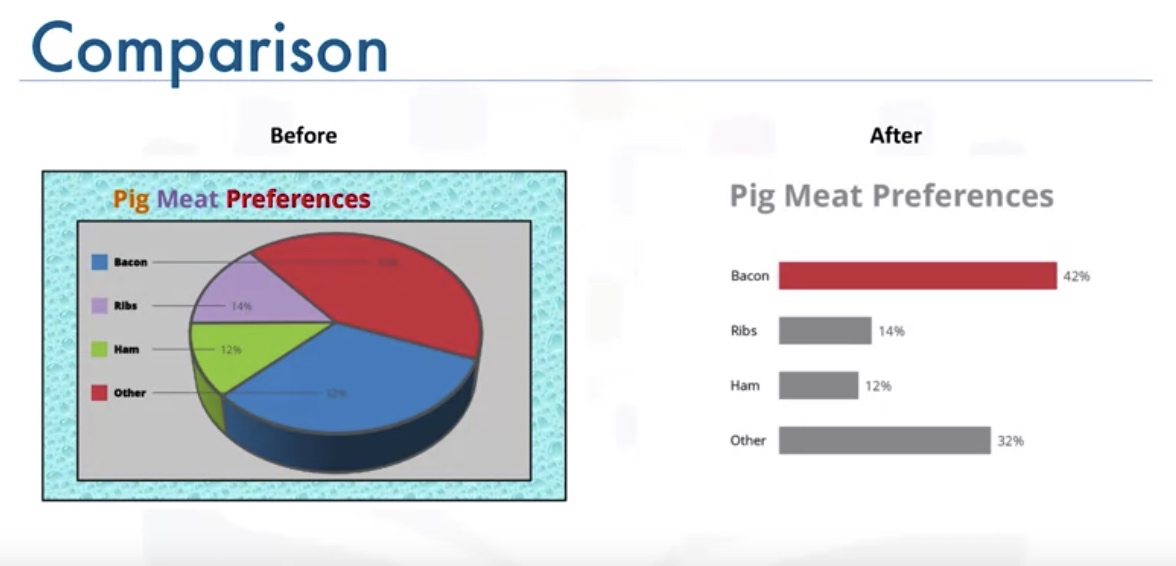 Comparison
Before
After
Pig Meat Preferences
Bacon
Ribs
14%
Ham
12%
Other
32%
Pig Meat Preferences
Bacon 42%
Ribs 14%
Ham 12%
Other 32%